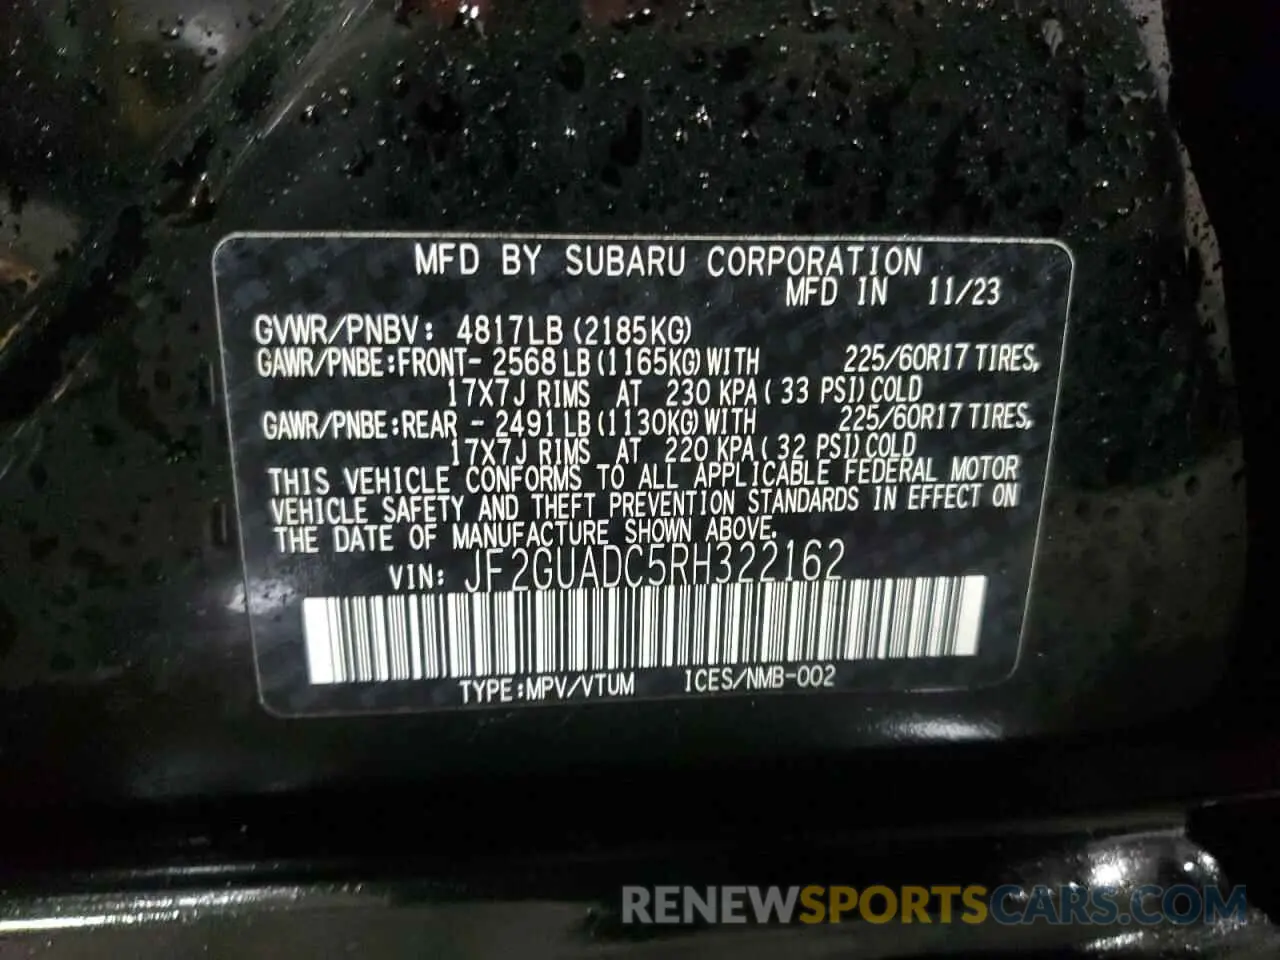 MFD BY SUBARU CORPORATION
MFD IN 11/23
GVWR/PNBV: 4817LB(2185KG)
GAWR/PNBE:FRONT- 2568LB(1165KG)WITH 225/60R17 TIRES,
17X7J RIMS AT 230 KPA( 33 PSI)COLD
GAWR/PNBE:REAR - 2491LB(1130KG)WITH 225/60R17 TIRES,
17X7J RIMS AT 220 KPA( 32 PSI)COLD
THIS VEHICLE CONFORMS TO ALL APPLICABLE FEDERAL MOTOR
VEHICLE SAFETY AND THEFT PREVENTION STANDARDS IN EFFECT ON
THE DATE OF MANUFACTURE SHOWN ABOVE.
VIN: JF2GUADC5RH322162
TYPE:MPV/VTUM ICES/NMB-002
RENEWSPORTSCARS.COM